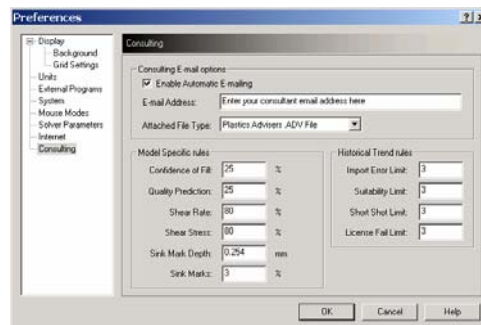 Preferences
Display
Background
Grid Settings
Units
External Programs
System
Mouse Modes
Solver Parameters
Internet
Consulting
Consulting
Consulting E-mail options
Enable Automatic E-mailing
E-mail Address: Enter your consultant email address here
Attached File Type: Plastics Advisers .ADV File
Model Specific rules
Confidence of Fill: 25 %
Quality Prediction: 25 %
Shear Rate: 80 %
Shear Stress: 80 %
Sink Mark Depth: 0.254 mm
Sink Marks: 3 %
Historical Trend rules
Import Error Limit: 3
Suitability Limit: 3
Short Shot Limit: 3
License Fail Limit: 3
OK Cancel Help